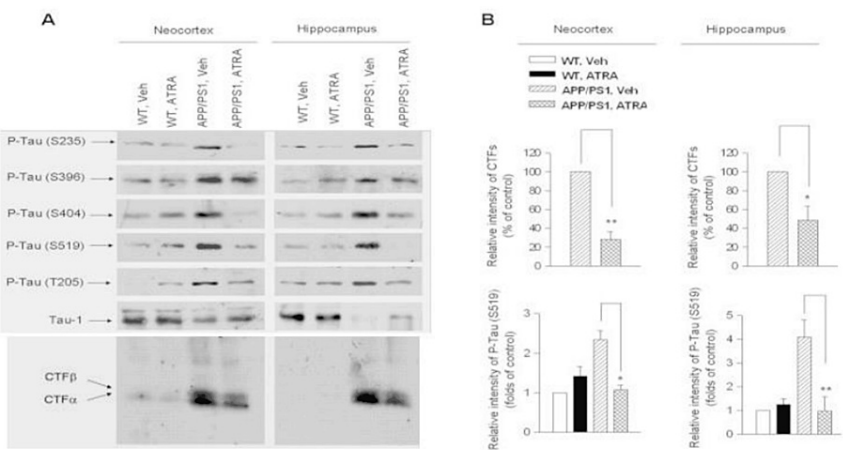 A
Neocortex
Hippocampus
WT, Veh
WT, ATRA
APP/PS1, Veh
APP/PS1, ATRA
WT, Veh
WT, ATRA
APP/PS1, Veh
APP/PS1, ATRA
P-Tau (S235)
P-Tau (S396)
P-Tau (S404)
P-Tau (S519)
P-Tau (T205)
Tau-1
CTFβ
CTFα
B
Neocortex
Hippocampus
WT, Veh
WT, ATRA
APP/PS1, Veh
APP/PS1, ATRA
Relative intensity of CTFs
(% of control)
120
100
80
60
40
20
0
**
Relative intensity of CTFs
(% of control)
120
100
80
60
40
20
0
*
Relative intensity of P-Tau (S519)
(folds of control)
3
2
1
0
*
Relative intensity of P-Tau (S519)
(folds of control)
5
4
3
2
1
0
**